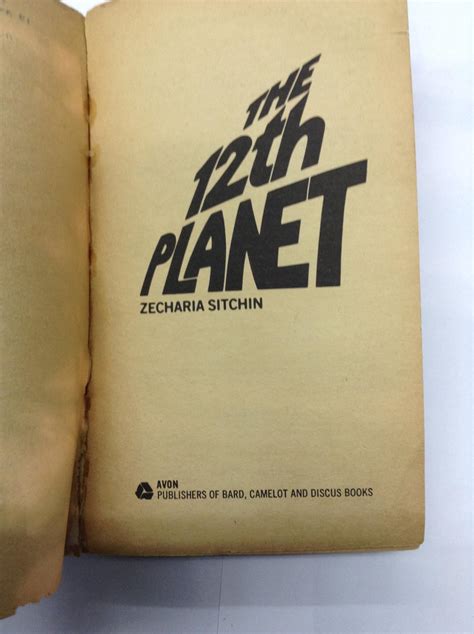 THE
12th
PLANET
ZECHARIA SITCHIN
AVON
PUBLISHERS OF BARD, CAMELOT AND DISCUS BOOKS